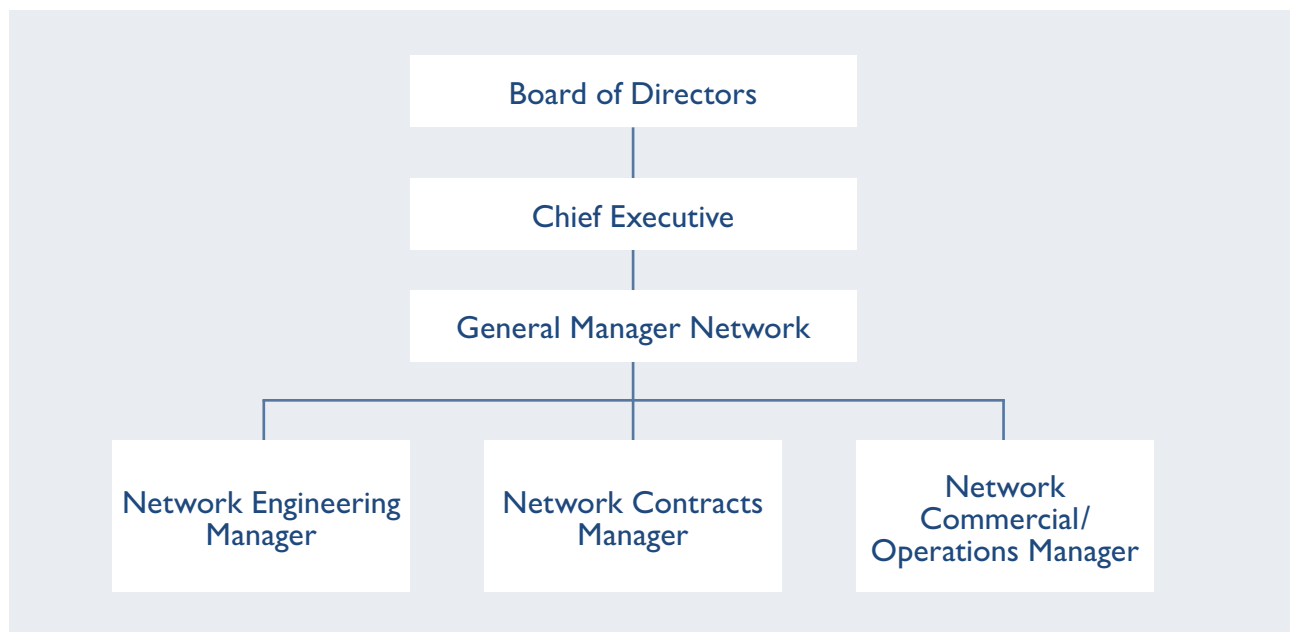 Board of Directors
Chief Executive
General Manager Network
Network Engineering
Manager
Network Contracts
Manager
Network
Commercial/
Operations Manager